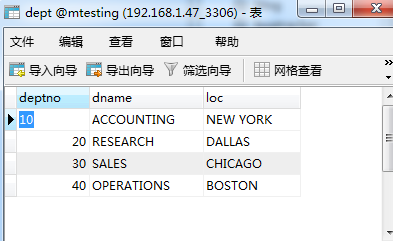 dept @mtesting (192.168.1.47_3306) - 表
文件 编辑 查看 窗口 帮助
导入向导 导出向导 筛选向导 网格查看 »
deptno dname loc
10 ACCOUNTING NEW YORK
20 RESEARCH DALLAS
30 SALES CHICAGO
40 OPERATIONS BOSTON